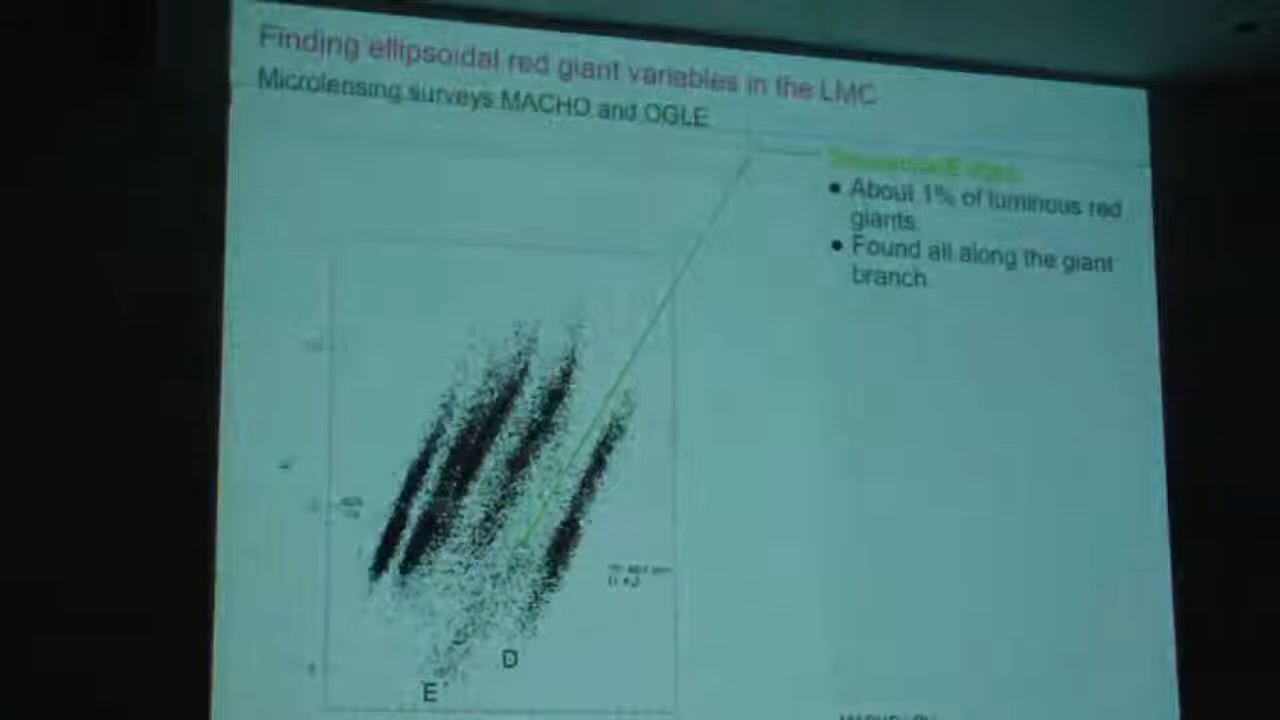 Finding ellipsoidal red giant variables in the LMC
Microlensing surveys MACHO and OGLE
● About 1% of luminous red
giants.
● Found all along the giant
branch
D
E